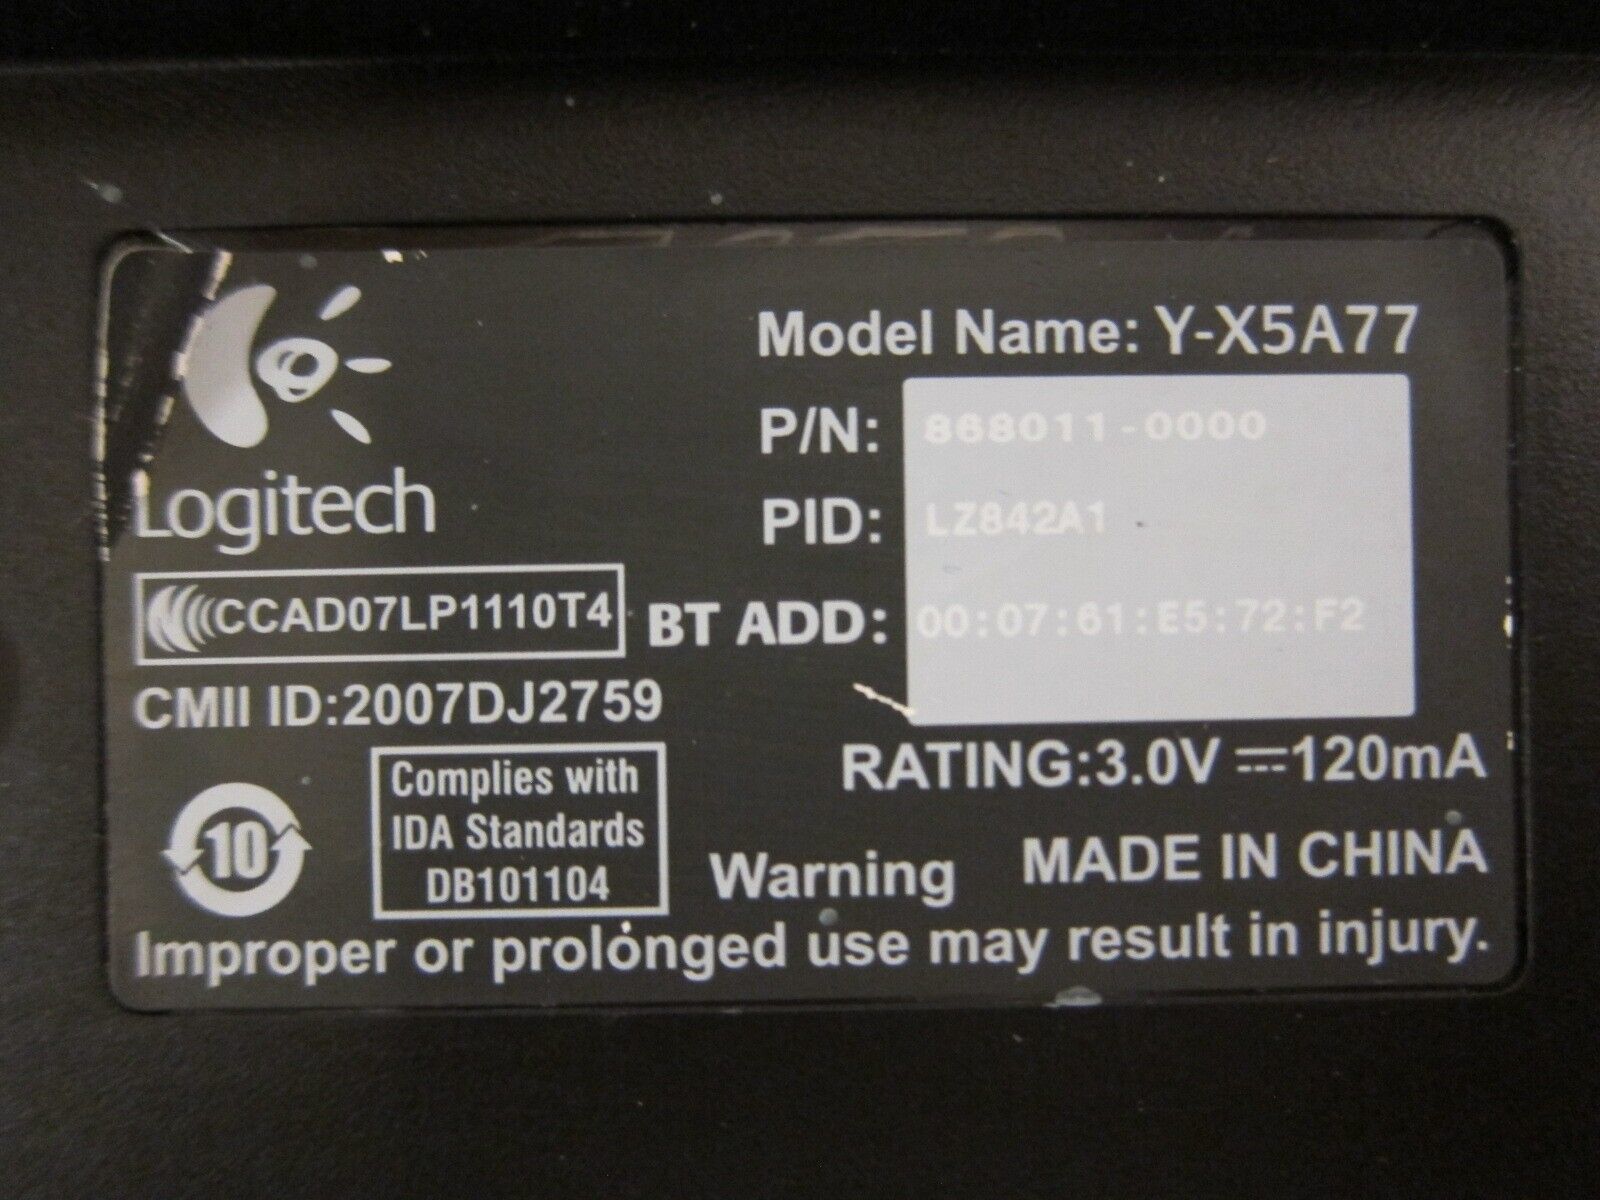 Logitech
Model Name: Y-X5A77
P/N: 868011-0000
PID: LZ842A1
CCAD07LP1110T4
BT ADD: 00:07:61:E5:72:F2
CMII ID:2007DJ2759
RATING:3.0V ⎓120mA
10
Complies with
IDA Standards
DB101104
Warning
MADE IN CHINA
Improper or prolonged use may result in injury.